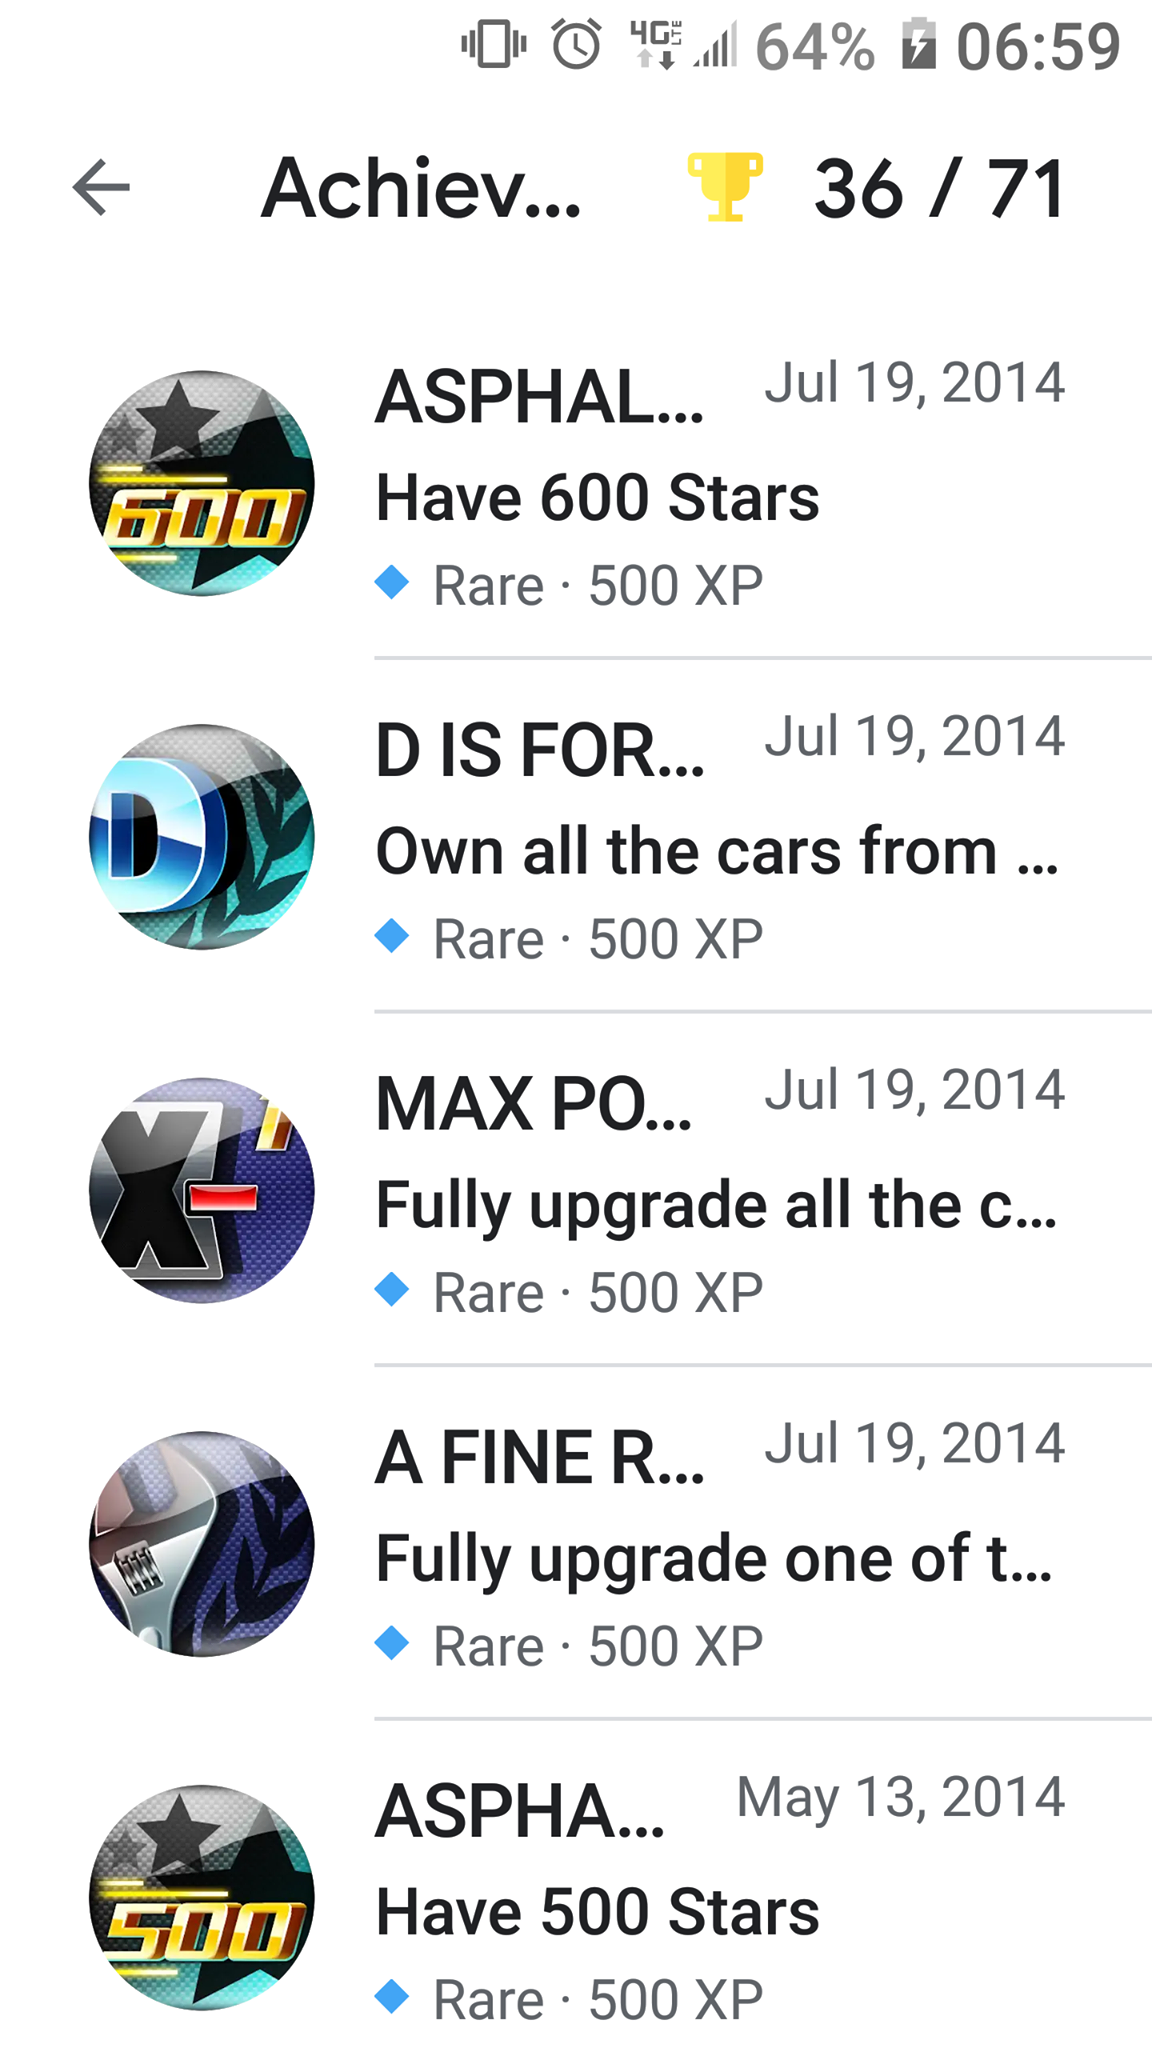 4G LTE 64% 06:59
Achiev... 36 / 71
ASPHAL... Jul 19, 2014
600
Have 600 Stars
Rare · 500 XP
D IS FOR... Jul 19, 2014
D
Own all the cars from ...
Rare · 500 XP
MAX PO... Jul 19, 2014
X-
Fully upgrade all the c...
Rare · 500 XP
A FINE R... Jul 19, 2014
Fully upgrade one of t...
Rare · 500 XP
ASPHA... May 13, 2014
500
Have 500 Stars
Rare · 500 XP